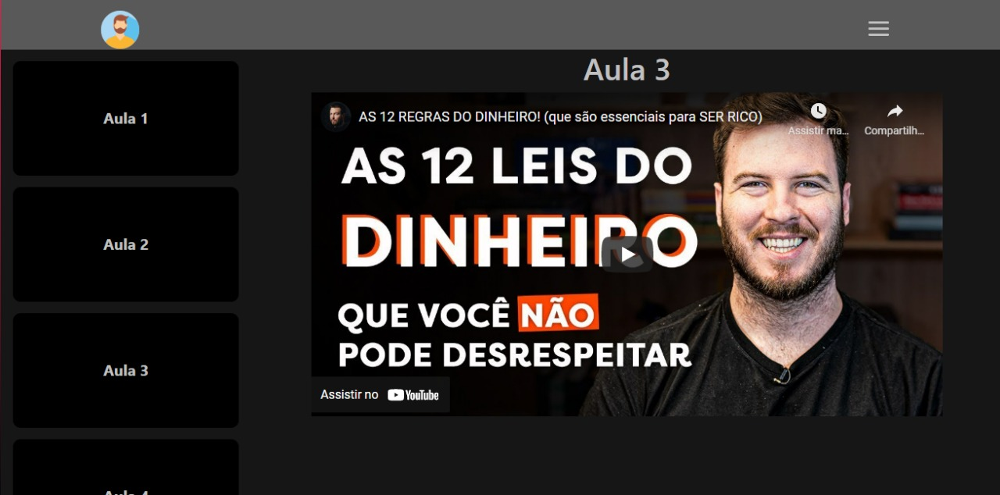 Aula 1
Aula 2
Aula 3
Aula 4
Aula 3
AS 12 REGRAS DO DINHEIRO! (que são essenciais para SER RICO)
Assistir ma...
Compartilh...
AS 12 LEIS DO
DINHEIRO
QUE VOCÊ NÃO
PODE DESRESPEITAR
Assistir no YouTube